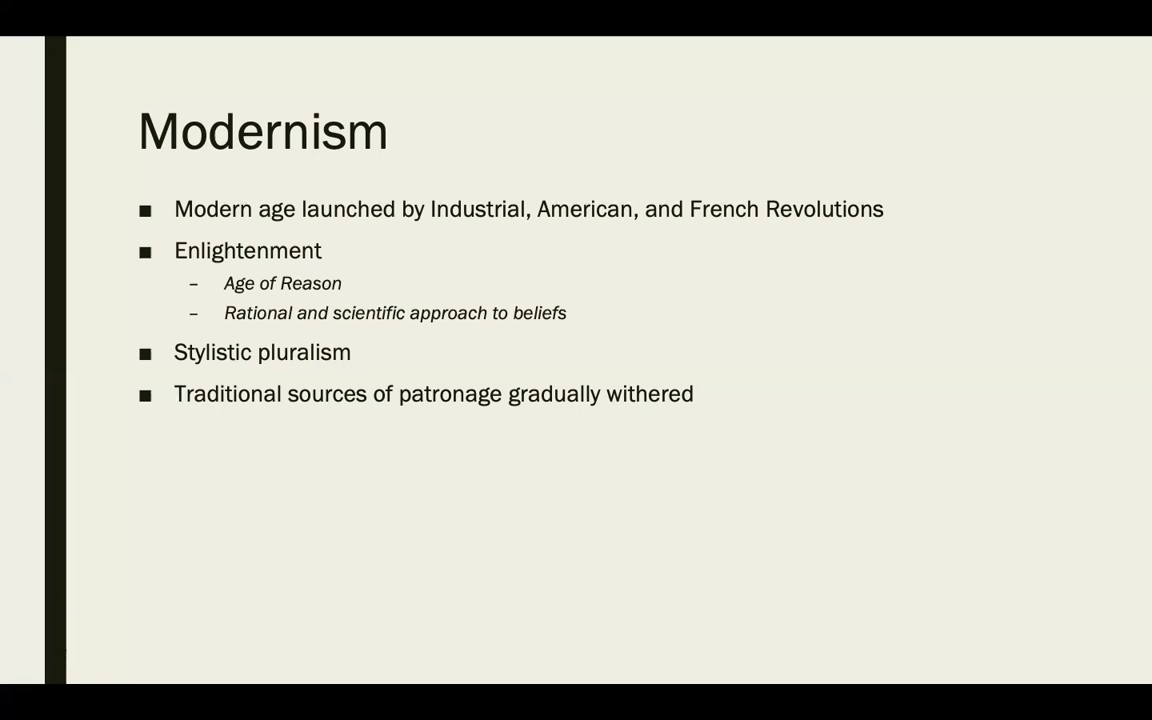 Modernism
■ Modern age launched by Industrial, American, and French Revolutions
■ Enlightenment
– Age of Reason
– Rational and scientific approach to beliefs
■ Stylistic pluralism
■ Traditional sources of patronage gradually withered